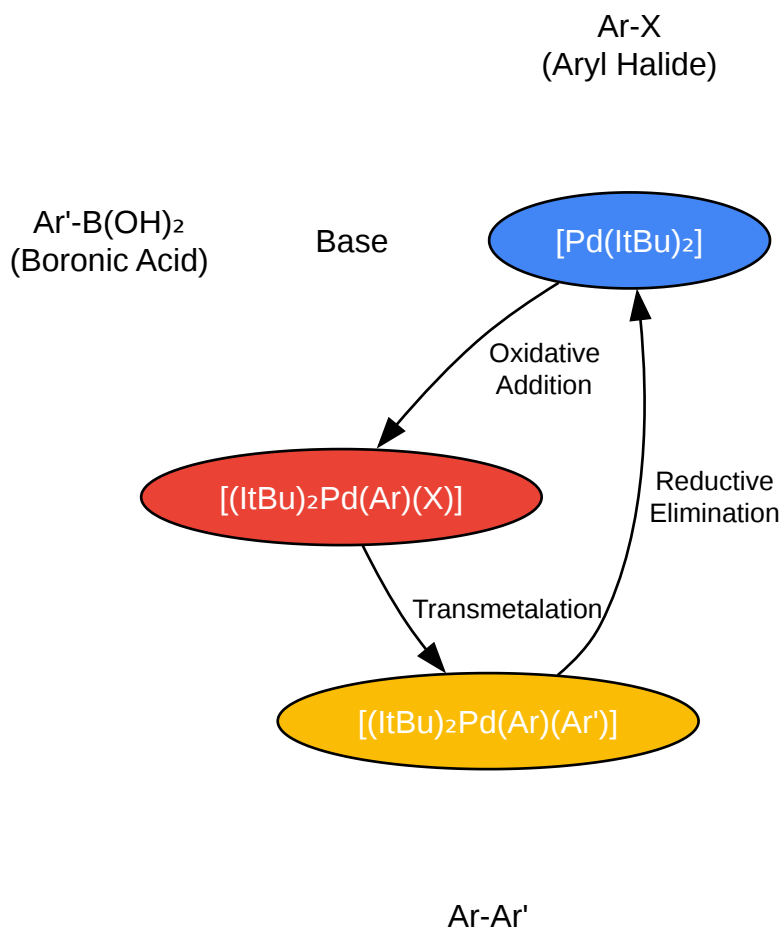 Ar-X
(Aryl Halide)
Ar'-B(OH)₂
(Boronic Acid)
Base
[Pd(ItBu)₂]
Oxidative
Addition
[(ItBu)₂Pd(Ar)(X)]
Reductive
Elimination
Transmetalation
[(ItBu)₂Pd(Ar)(Ar')]
Ar-Ar'